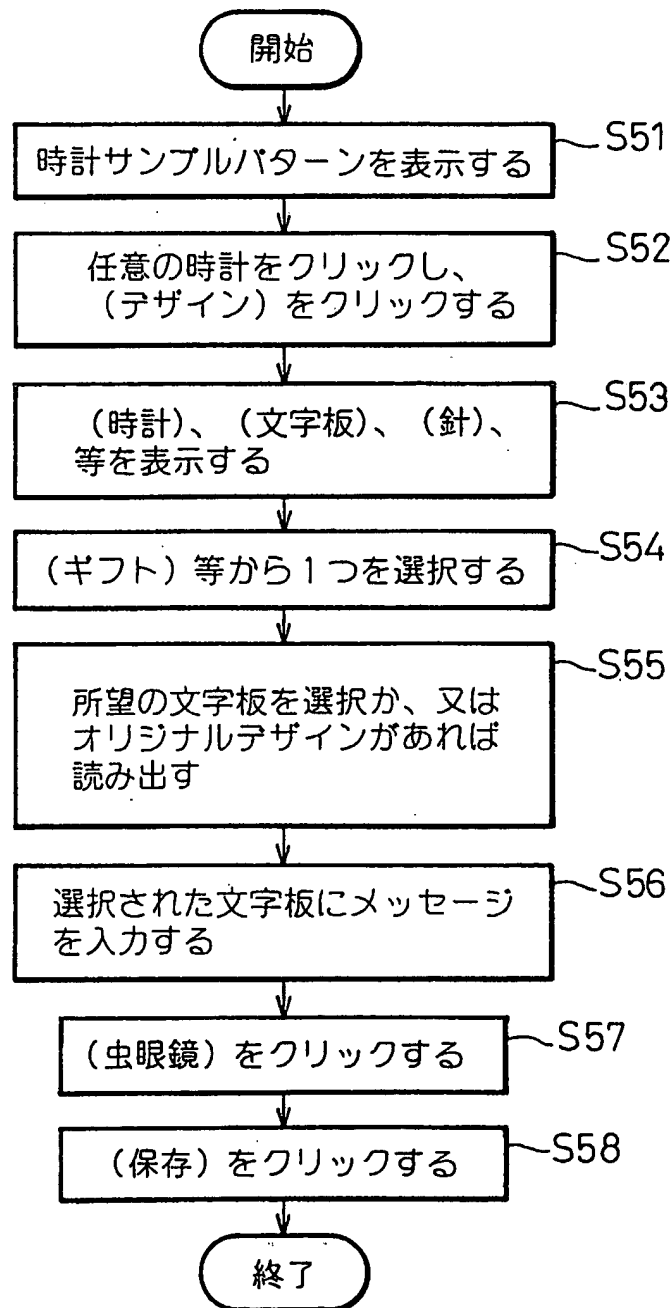 開始
時計サンプルパターンを表示する
S51
任意の時計をクリックし、
(デザイン)をクリックする
S52
(時計)、(文字板)、(針)、
等を表示する
S53
(ギフト)等から1つを選択する
S54
所望の文字板を選択か、又は
オリジナルデザインがあれば
読み出す
S55
選択された文字板にメッセージ
を入力する
S56
(虫眼鏡)をクリックする
S57
(保存)をクリックする
S58
終了